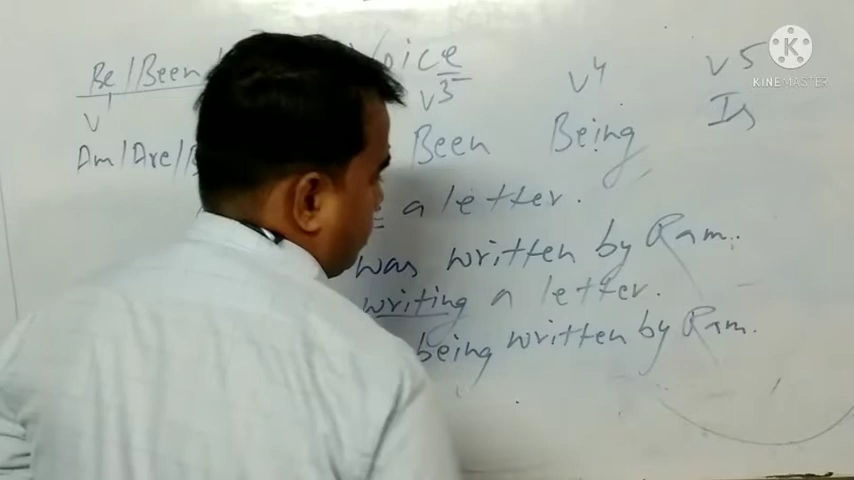 Be/Been Voice
V1 V3 V4 V5
Am/Are/B Been Being Is
a letter.
was written by Ram.
writing a letter.
being written by Ram.
KINEMASTER